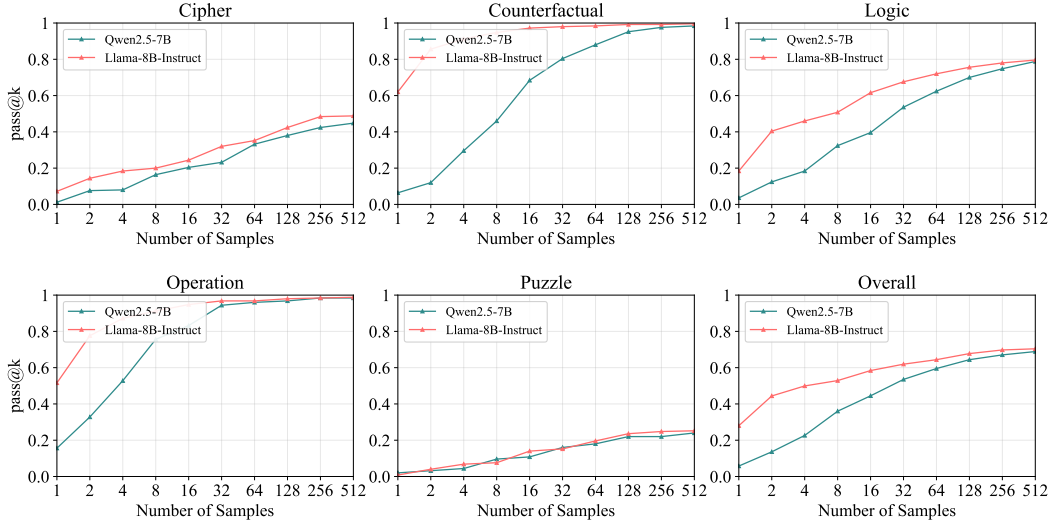 Cipher
Counterfactual
Logic
pass@k
1
0.8
0.6
0.4
0.2
0.0
Qwen2.5-7B
Llama-8B-Instruct
1 2 4 8 16 32 64 128 256 512
Number of Samples
1
0.8
0.6
0.4
0.2
0.0
Qwen2.5-7B
Llama-8B-Instruct
1 2 4 8 16 32 64 128 256 512
Number of Samples
1
0.8
0.6
0.4
0.2
0.0
Qwen2.5-7B
Llama-8B-Instruct
1 2 4 8 16 32 64 128 256 512
Number of Samples
Operation
Puzzle
Overall
pass@k
1
0.8
0.6
0.4
0.2
0.0
Qwen2.5-7B
Llama-8B-Instruct
1 2 4 8 16 32 64 128 256 512
Number of Samples
1
0.8
0.6
0.4
0.2
0.0
Qwen2.5-7B
Llama-8B-Instruct
1 2 4 8 16 32 64 128 256 512
Number of Samples
1
0.8
0.6
0.4
0.2
0.0
Qwen2.5-7B
Llama-8B-Instruct
1 2 4 8 16 32 64 128 256 512
Number of Samples